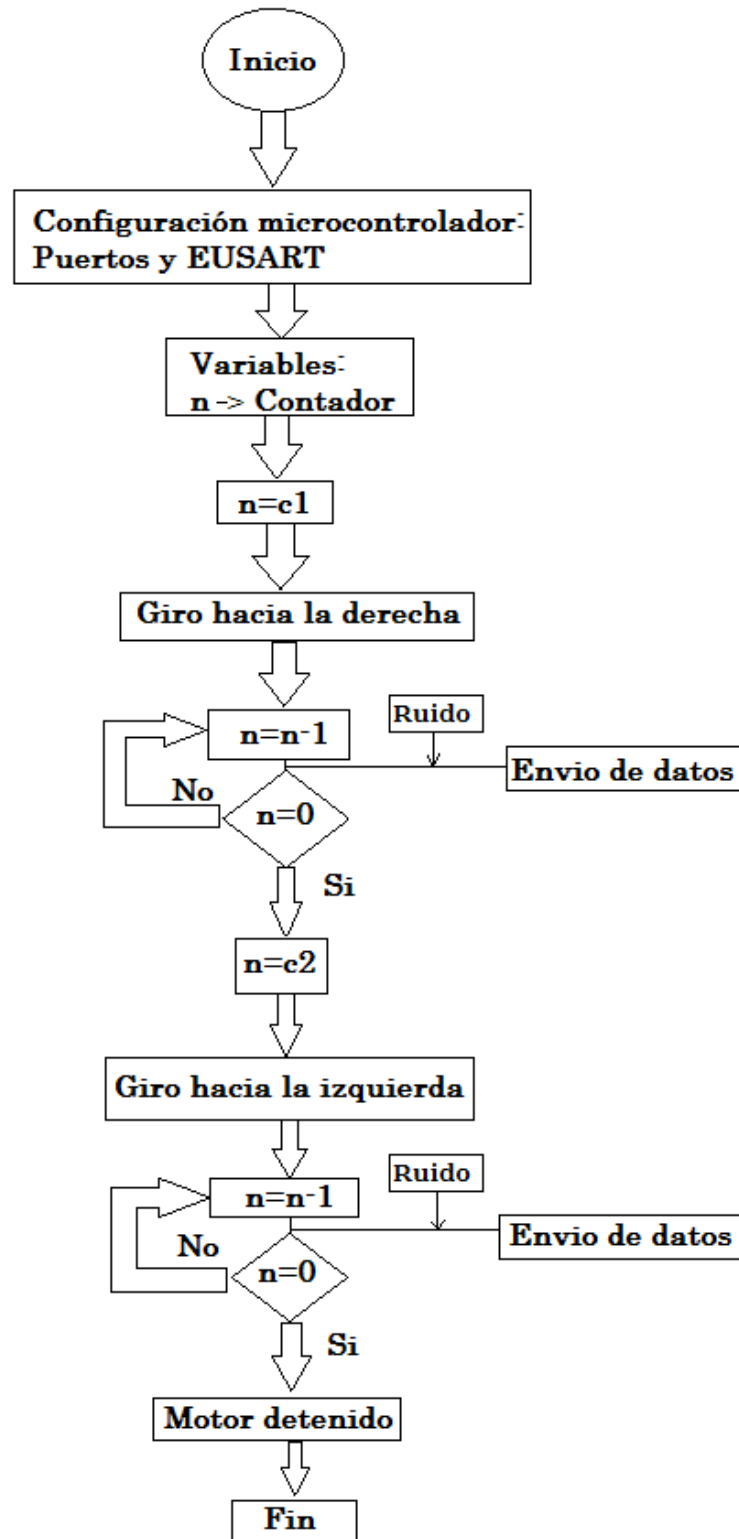 Inicio
Configuración microcontrolador:
Puertos y EUSART
Variables:
n -> Contador
n=c1
Giro hacia la derecha
n=n-1
Ruido
Envio de datos
No
n=0
Si
n=c2
Giro hacia la izquierda
n=n-1
Ruido
Envio de datos
No
n=0
Si
Motor detenido
Fin